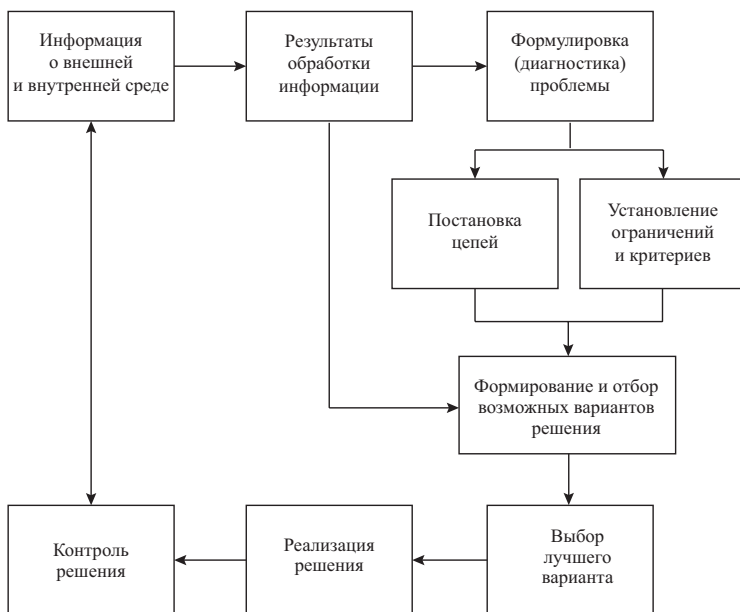 Информация
о внешней
и внутренней среде
Результаты
обработки
информации
Формулировка
(диагностика)
проблемы
Постановка
цепей
Установление
ограничений
и критериев
Формирование и отбор
возможных вариантов
решения
Контроль
решения
Реализация
решения
Выбор
лучшего
варианта